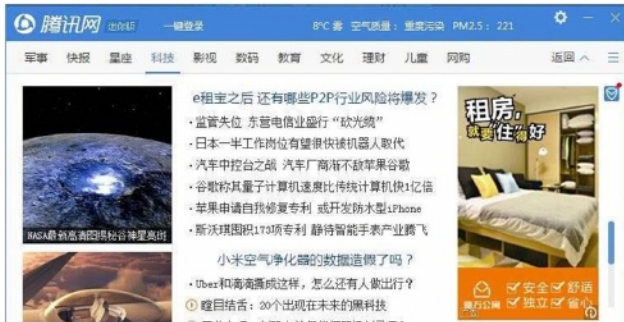 腾讯网 迷你版 一键登录 8℃ 雾 空气质量：重度污染 PM2.5：221
军事 快报 星座 科技 影视 数码 教育 文化 理财 儿童 网购 返回
e租宝之后 还有哪些P2P行业风险将爆发？
·监管失位 东营电信业盛行“砍光缆”
·日本一半工作岗位有望很快被机器人取代
·汽车中控台之战 汽车厂商渐不敌苹果谷歌
·谷歌称其量子计算机速度比传统计算机快1亿倍
·苹果申请自我修复专利 或开发防水型iPhone
·斯沃琪囤积173项专利 静待智能手表产业腾飞
NASA最新高清图揭秘谷神星亮斑
小米空气净化器的数据造假了吗？
·Uber和滴滴撕成这样，怎么还有人做出行？
瞠目结舌：20个出现在未来的黑科技
租房，
就要“住”得好
安全 舒适
独立 省心